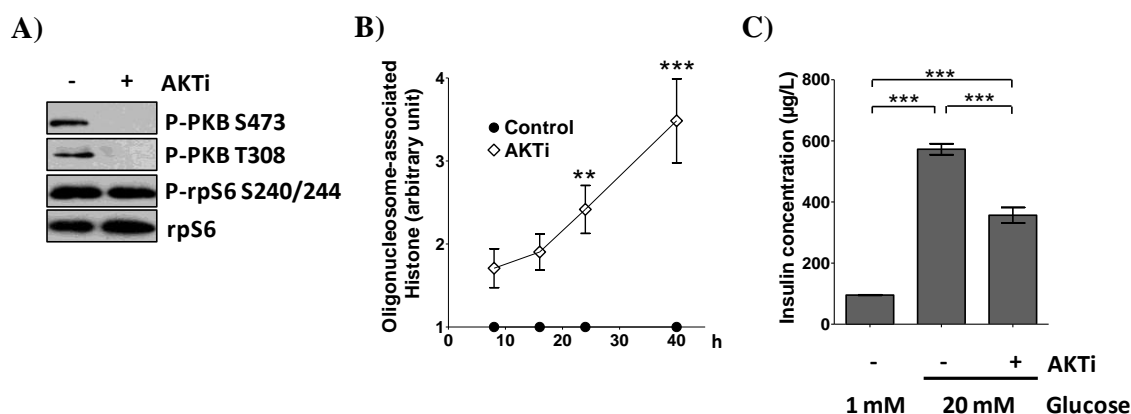 A)
- + AKTi
P-PKB S473
P-PKB T308
P-rpS6 S240/244
rpS6
B)
Oligonucleosome-associated
Histone (arbitrary unit)
4
3
2
1
0 10 20 30 40 h
Control
AKTi
**
***
C)
Insulin concentration (µg/L)
800
600
400
200
0
***
*** ***
- - + AKTi
1 mM 20 mM Glucose